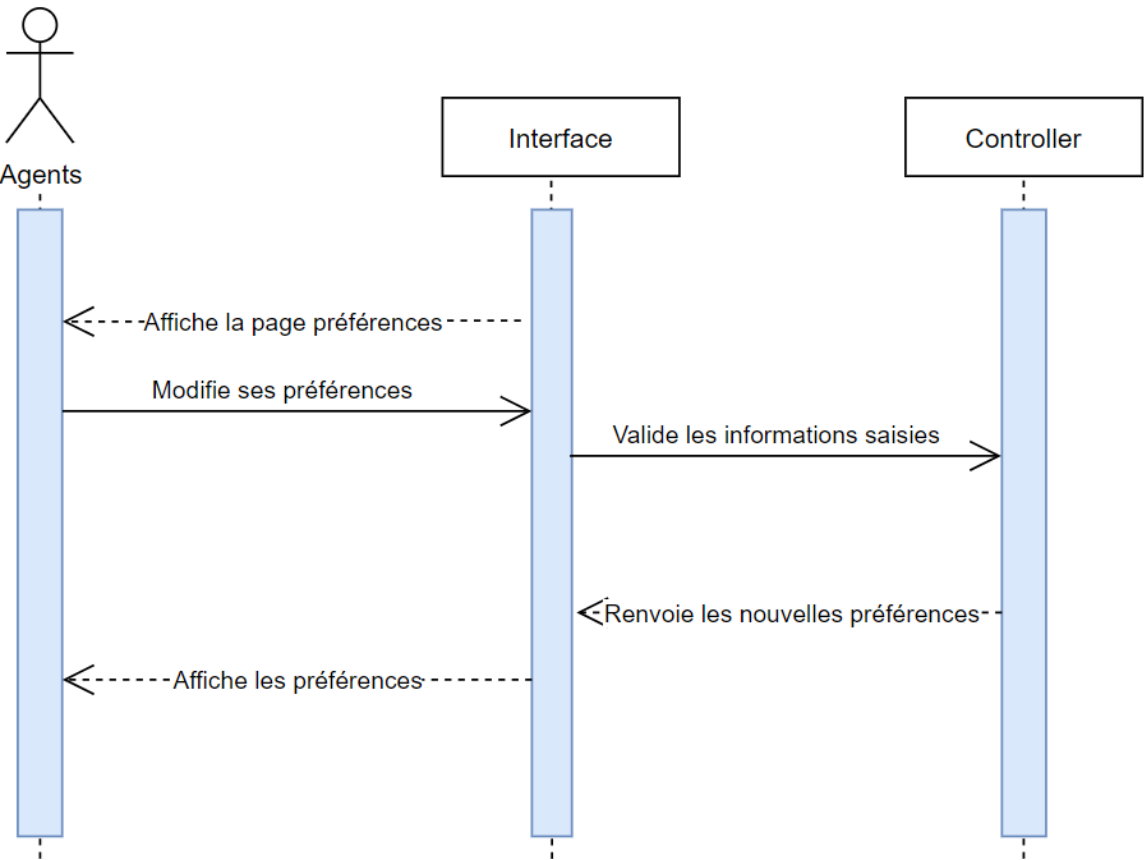 Interface
Controller
Agents
Affiche la page préférences
Modifie ses préférences
Valide les informations saisies
Renvoie les nouvelles préférences
Affiche les préférences